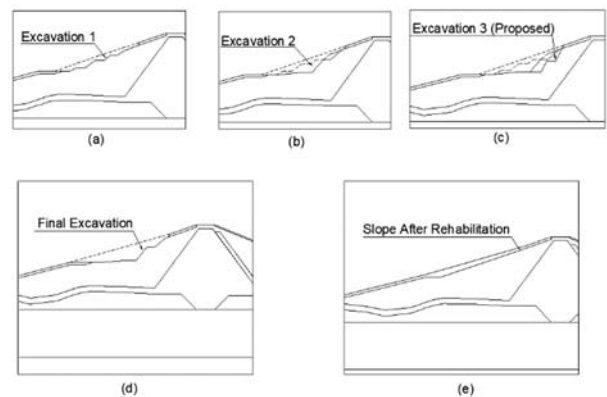 Excavation 1
(a)
Excavation 2
(b)
Excavation 3 (Proposed)
(c)
Final Excavation
(d)
Slope After Rehabilitation
(e)